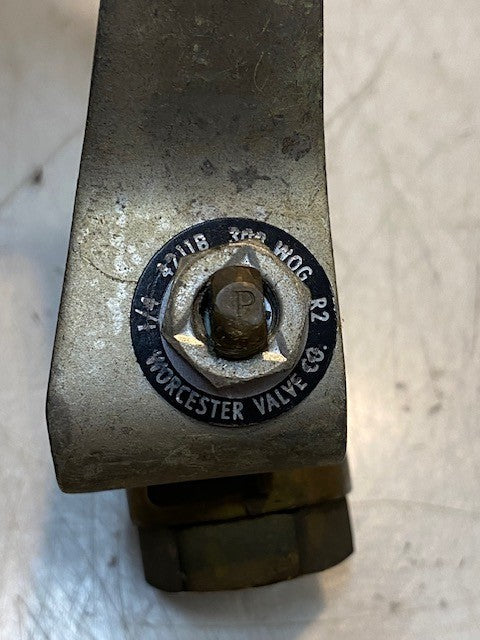 1/4 4211B 300 WOG R2
WORCESTER VALVE CO.
P